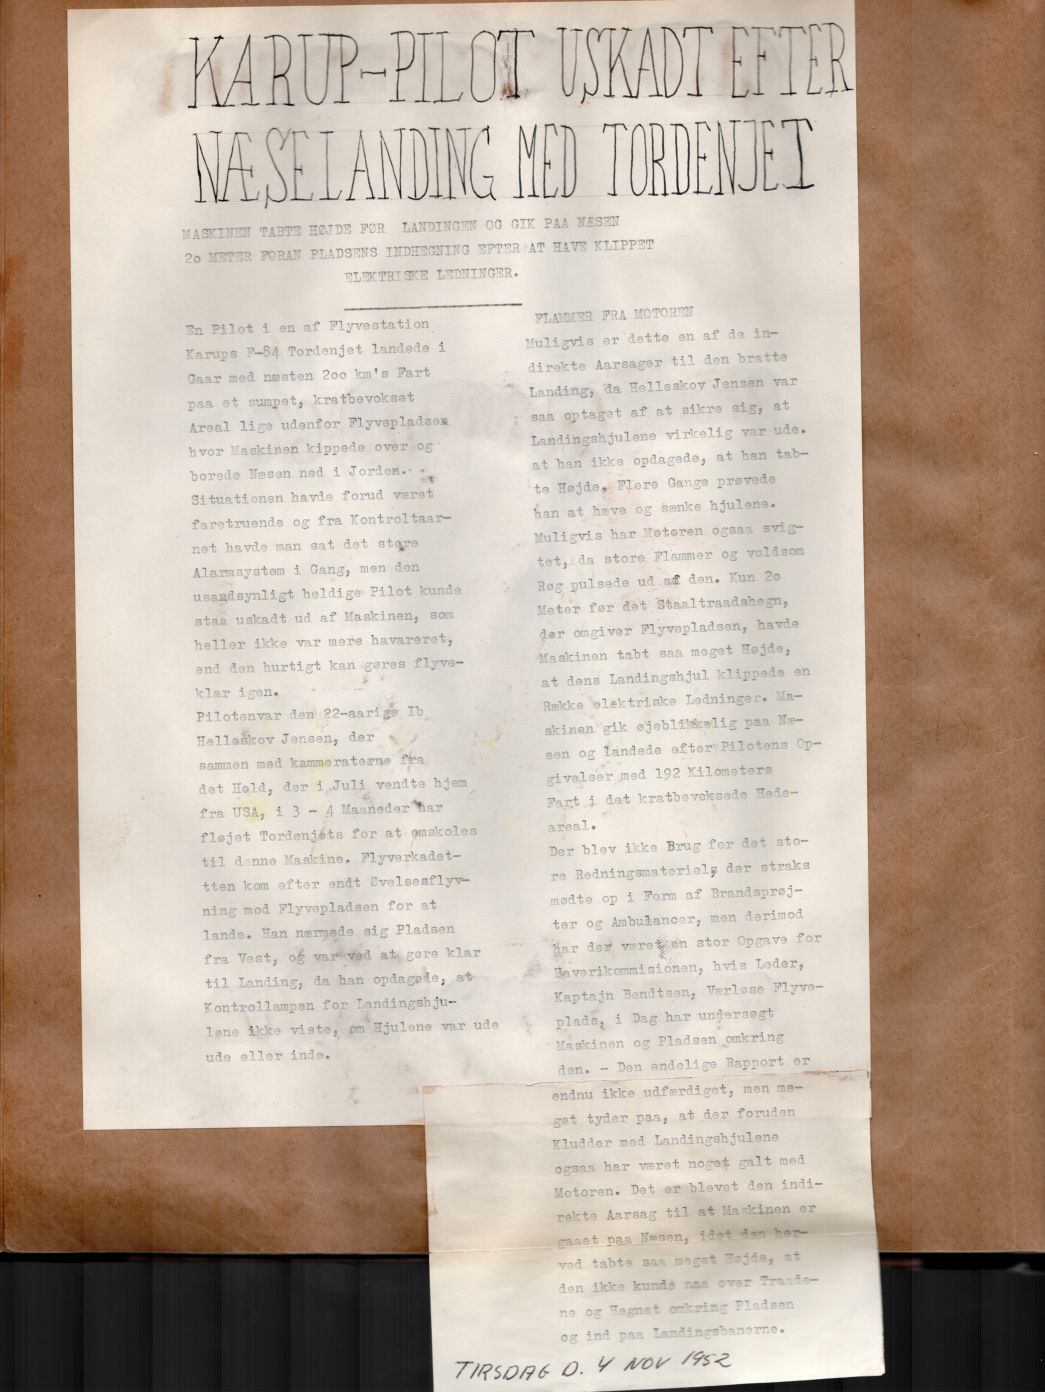 KARUP-PILOT USKADT EFTER
NÆSELANDING MED TORDENJET
MASKINEN TABTE HØJDE FØR LANDINGEN OG GIK PAA NÆSEN
2o METER FORAN PLADSENS INDHEGNING EFTER AT HAVE KLIPPET
ELEKTRISKE LEDNINGER.
En Pilot i en af Flyvestation
Karups F-84 Tordenjet landede i
Gaar med næsten 2oo km's Fart
paa et sumpet, kratbevokset
Areal lige udenfor Flyvepladsen
hvor Maskinen kippede over og
borede Næsen ned i Jorden.
Situationen havde forud været
faretruende og fra Kontroltaar-
net havde man sat det store
Alarmsystem i Gang, men den
usandsynligt heldige Pilot kunde
staa uskadt ud af Maskinen, som
heller ikke var mere havareret,
end den hurtigt kan gøres flyve-
klar igen.
Pilotenvar den 22-aarige Ib
Helleskov Jensen, der
sammen med kammeraterne fra
det Hold, der i Juli vendte hjem
fra USA, i 3 - 4 Maaneder har
fløjet Tordenjets for at omskoles
til denne Maskine. Flyverkadet-
tten kom efter endt Øvelsesflyv-
ning mod Flyvepladsen for at
lande. Han nærmede sig Pladsen
fra Vest, og var ved at gøre klar
til Landing, da han opdagede, at
Kontrollampen for Landingshju-
lene ikke viste, om Hjulene var ude
ude eller inde.
FLAMMER FRA MOTOREN
Muligvis er dette en af de in-
direkte Aarsager til den bratte
Landing, da Helleskov Jensen var
saa optaget af at sikre sig, at
Landingshjulene virkelig var ude.
at han ikke opdagede, at han tab-
te Højde, Flere Gange prøvede
han at hæve og sænke hjulene.
Muligvis har Motoren ogsaa svig-
tet, da store Flammer og voldsom
Røg pulsede ud af den. Kun 2o
Meter før det Staaltraadshegn,
der omgiver Flyvepladsen, havde
Maskinen tabt saa meget Højde,
at dens Landingshjul klippede en
Række elektriske Ledninger. Ma-
skinen gik øjeblikkelig paa Næ-
sen og landede efter Pilotens Op-
givelser med 192 Kilometers
Fart i det kratbevoksede Hede-
areal.
Der blev ikke Brug for det sto-
re Redningsmateriel, der straks
mødte op i Form af Brandsprøj-
ter og Ambulancer, men derimod
har der været en stor Opgave for
Haverikommisionen, hvis Leder,
Kaptajn Bendtsen, Værløse Flyve-
plads, i Dag har undersøgt
Maskinen og Pladsen omkring
den. - Den endelige Rapport er
endnu ikke udfærdiget, men me-
get tyder paa, at der foruden
Kludder med Landingshjulene
ogsaa har været noget galt med
Motoren. Det er blevet den indi-
rekte Aarsag til at Maskinen er
gaaet paa Næsen, idet den her-
ved tabte saa meget Højde, at
den ikke kunde naa over Traade-
ne og Hegnet omkring Pladsen
og ind paa Landingsbanerne.
TIRSDAG D. 4 NOV 1952